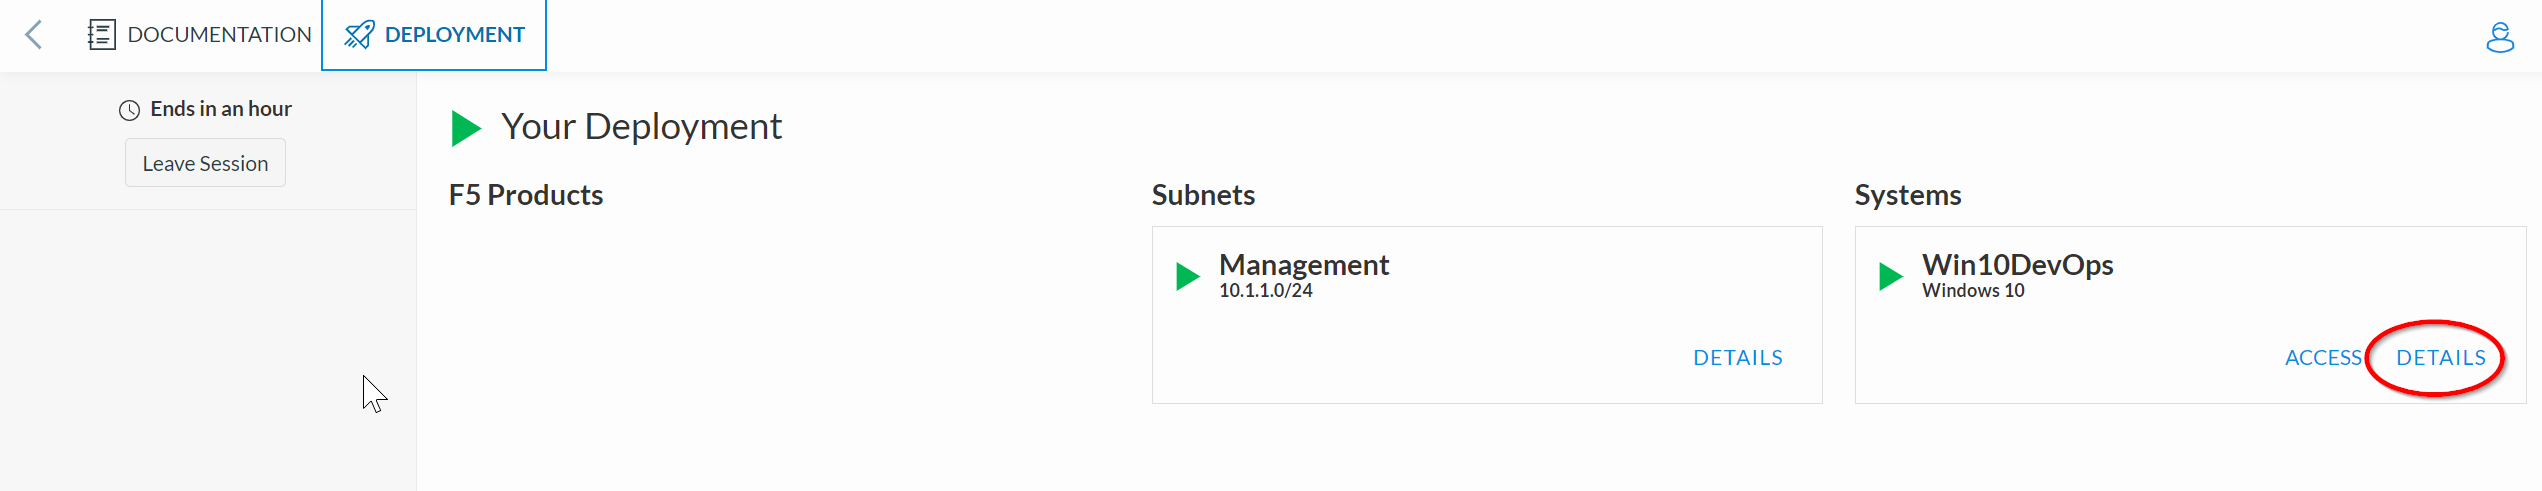 DOCUMENTATION
DEPLOYMENT
Ends in an hour
Leave Session
Your Deployment
F5 Products
Subnets
Management
10.1.1.0/24
DETAILS
Systems
Win10DevOps
Windows 10
ACCESS
DETAILS